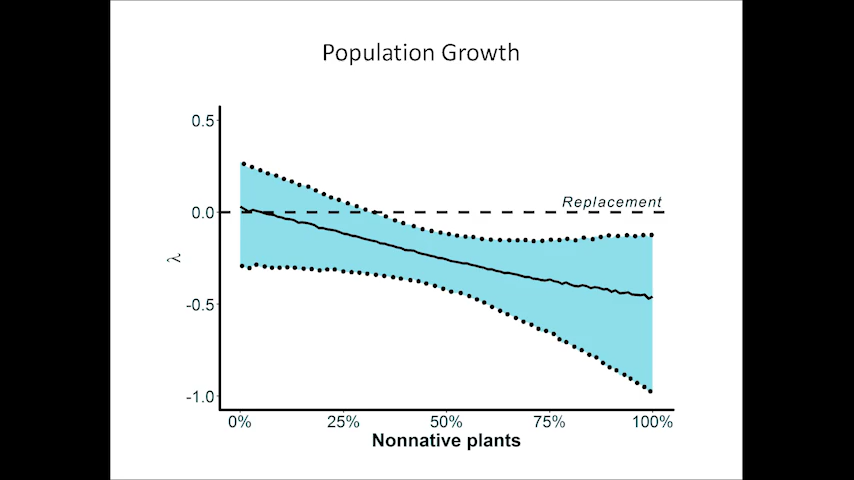 Population Growth
0.5
Replacement
0.0
λ
-0.5
-1.0
0% 25% 50% 75% 100%
Nonnative plants